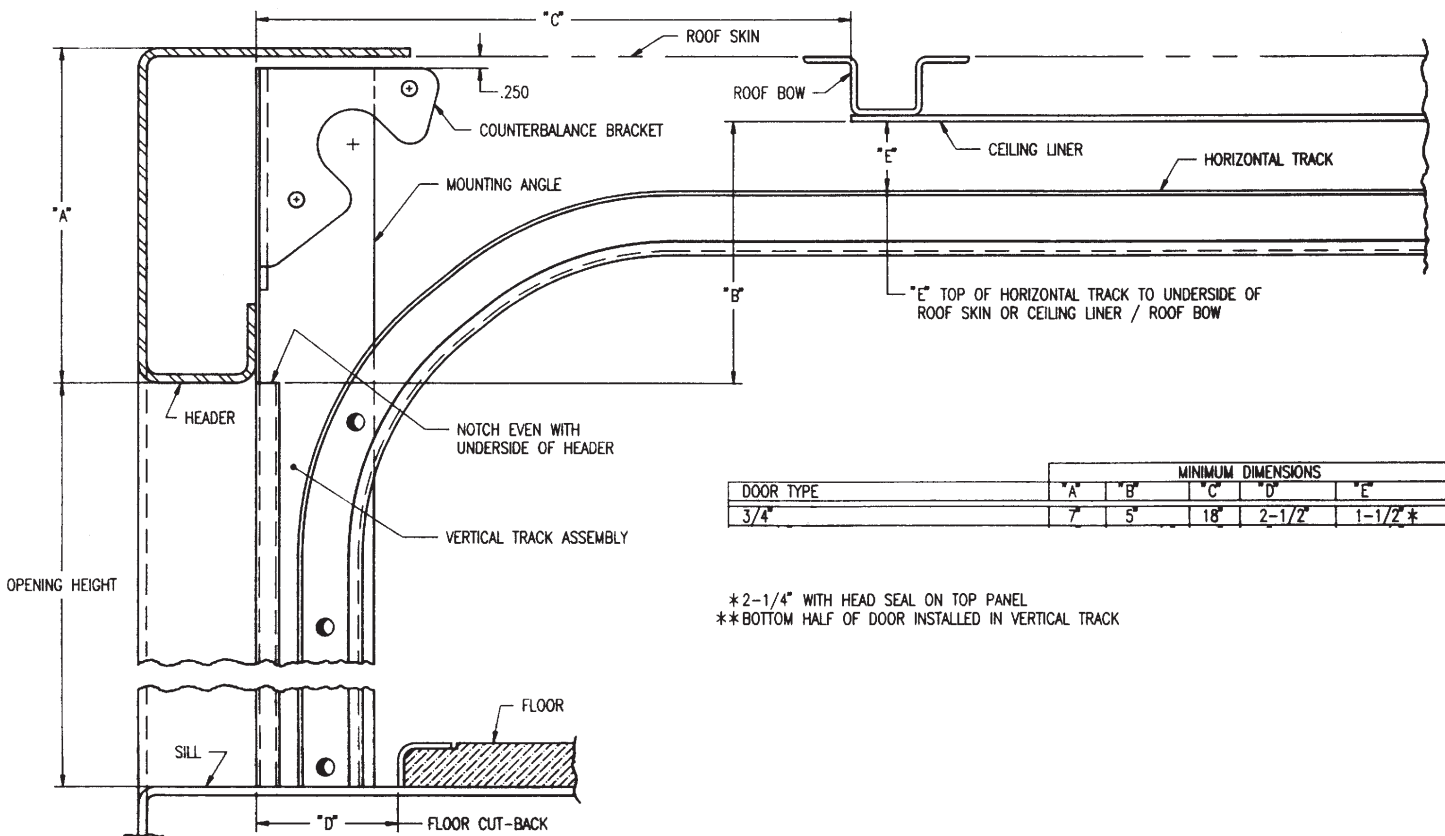 "C"
ROOF SKIN
.250
ROOF BOW
COUNTERBALANCE BRACKET
"E"
CEILING LINER
HORIZONTAL TRACK
MOUNTING ANGLE
"A"
"B"
"E" TOP OF HORIZONTAL TRACK TO UNDERSIDE OF
ROOF SKIN OR CEILING LINER / ROOF BOW
HEADER
NOTCH EVEN WITH
UNDERSIDE OF HEADER
MINIMUM DIMENSIONS
DOOR TYPE "A" "B" "C" "D" "E"
3/4" 7" 5" 18" 2-1/2" 1-1/2" *
VERTICAL TRACK ASSEMBLY
OPENING HEIGHT
* 2-1/4" WITH HEAD SEAL ON TOP PANEL
** BOTTOM HALF OF DOOR INSTALLED IN VERTICAL TRACK
FLOOR
SILL
"D"
FLOOR CUT-BACK